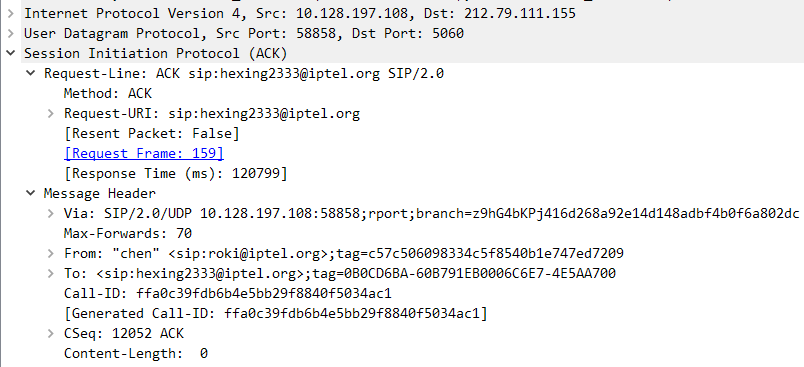 Internet Protocol Version 4, Src: 10.128.197.108, Dst: 212.79.111.155
User Datagram Protocol, Src Port: 58858, Dst Port: 5060
Session Initiation Protocol (ACK)
Request-Line: ACK sip:hexing2333@iptel.org SIP/2.0
Method: ACK
Request-URI: sip:hexing2333@iptel.org
[Resent Packet: False]
[Request Frame: 159]
[Response Time (ms): 120799]
Message Header
Via: SIP/2.0/UDP 10.128.197.108:58858;rport;branch=z9hG4bKPj416d268a92e14d148adbf4b0f6a802dc
Max-Forwards: 70
From: "chen" <sip:roki@iptel.org>;tag=c57c506098334c5f8540b1e747ed7209
To: <sip:hexing2333@iptel.org>;tag=0B0CD6BA-60B791EB0006C6E7-4E5AA700
Call-ID: ffa0c39fdb6b4e5bb29f8840f5034ac1
[Generated Call-ID: ffa0c39fdb6b4e5bb29f8840f5034ac1]
CSeq: 12052 ACK
Content-Length:  0